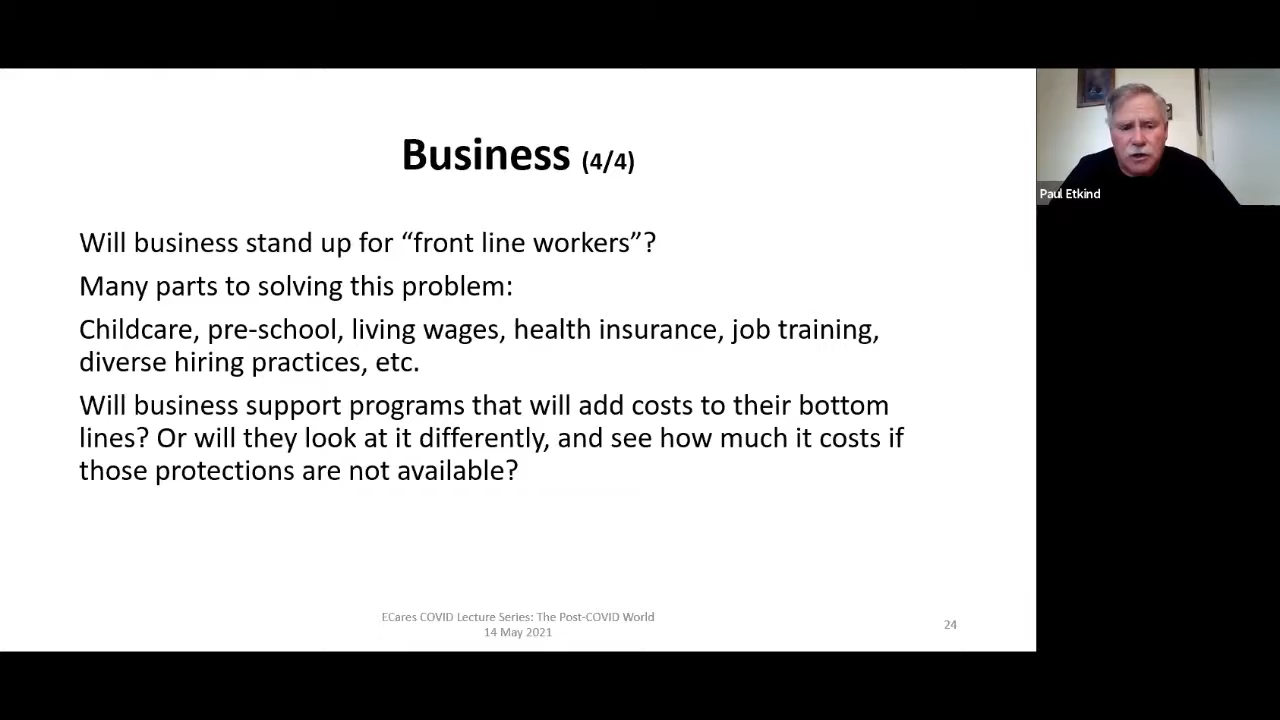 Business (4/4)
Will business stand up for “front line workers”?
Many parts to solving this problem:
Childcare, pre-school, living wages, health insurance, job training,
diverse hiring practices, etc.
Will business support programs that will add costs to their bottom
lines? Or will they look at it differently, and see how much it costs if
those protections are not available?
ECares COVID Lecture Series: The Post-COVID World
14 May 2021
24
Paul Etkind